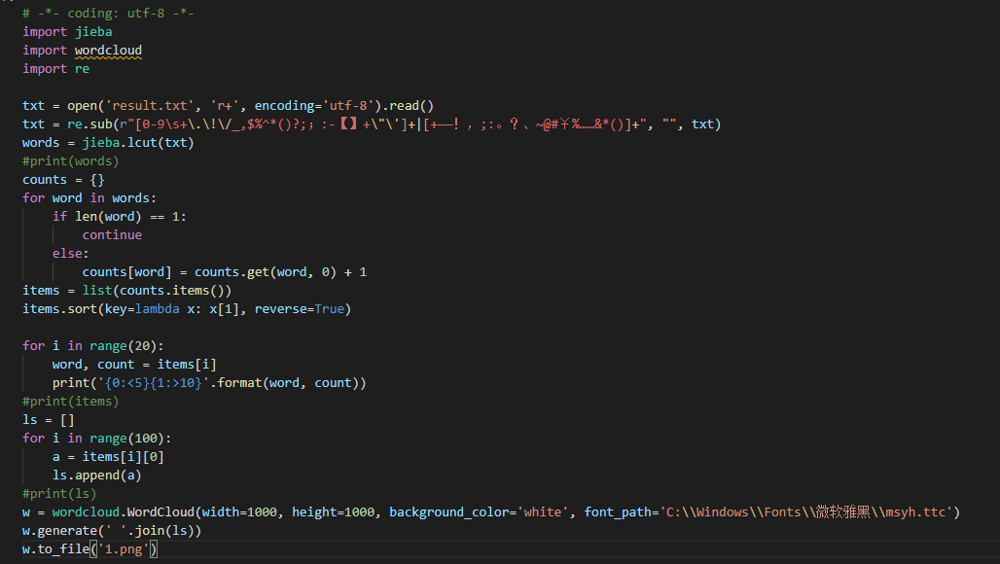 # -*- coding: utf-8 -*-
import jieba
import wordcloud
import re
txt = open('result.txt', 'r+', encoding='utf-8').read()
txt = re.sub(r"[0-9\s+\.\!\/_,$%^*()?;；:-【】+\"\']+|[+——！，;:。？、~@#￥%……&*()]+", "", txt)
words = jieba.lcut(txt)
#print(words)
counts = {}
for word in words:
    if len(word) == 1:
        continue
    else:
        counts[word] = counts.get(word, 0) + 1
items = list(counts.items())
items.sort(key=lambda x: x[1], reverse=True)
for i in range(20):
    word, count = items[i]
    print('{0:<5}{1:>10}'.format(word, count))
#print(items)
ls = []
for i in range(100):
    a = items[i][0]
    ls.append(a)
#print(ls)
w = wordcloud.WordCloud(width=1000, height=1000, background_color='white', font_path='C:\\Windows\\Fonts\\微软雅黑\\msyh.ttc')
w.generate(' '.join(ls))
w.to_file('1.png')